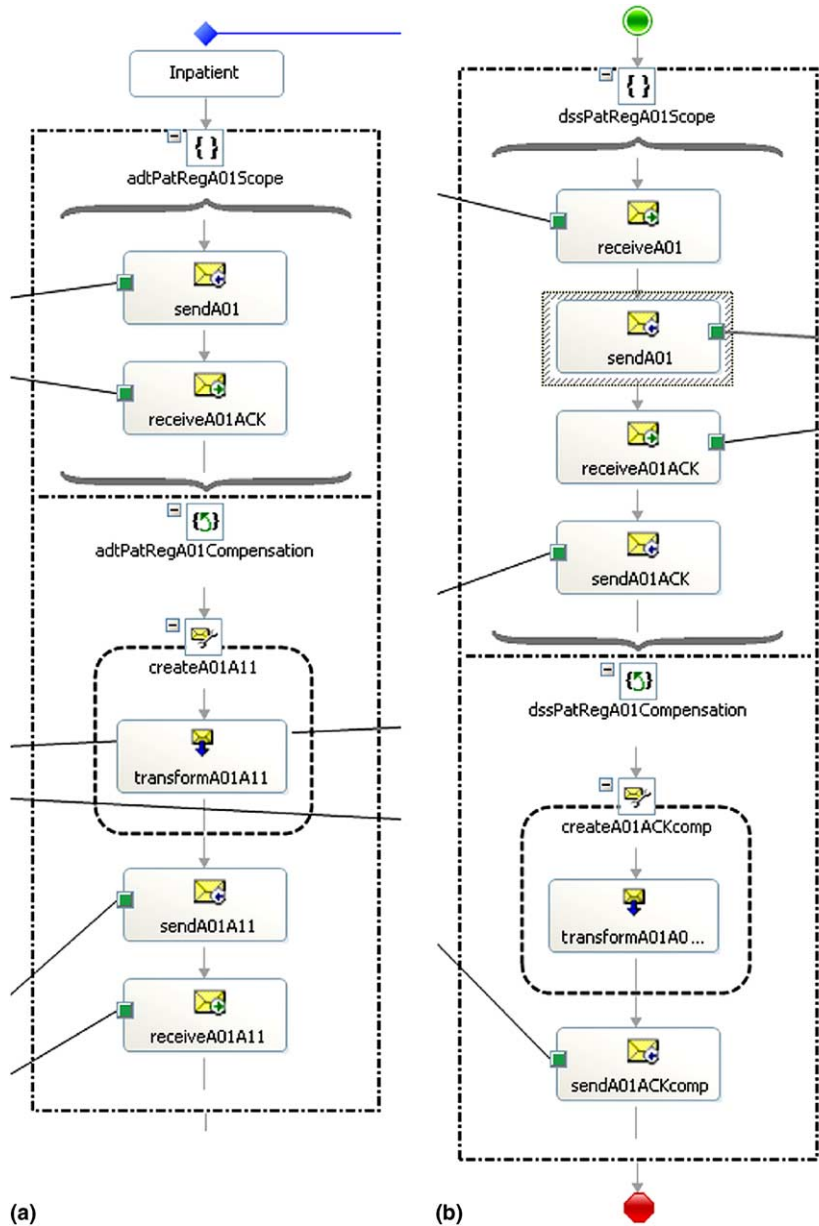 Inpatient
{ }
adtPatRegA01Scope
sendA01
receiveA01ACK
adtPatRegA01Compensation
createA01A11
transformA01A11
sendA01A11
receiveA01A11
(a)
{ }
dssPatRegA01Scope
receiveA01
sendA01
receiveA01ACK
sendA01ACK
dssPatRegA01Compensation
createA01ACKcomp
transformA01A0...
sendA01ACKcomp
(b)